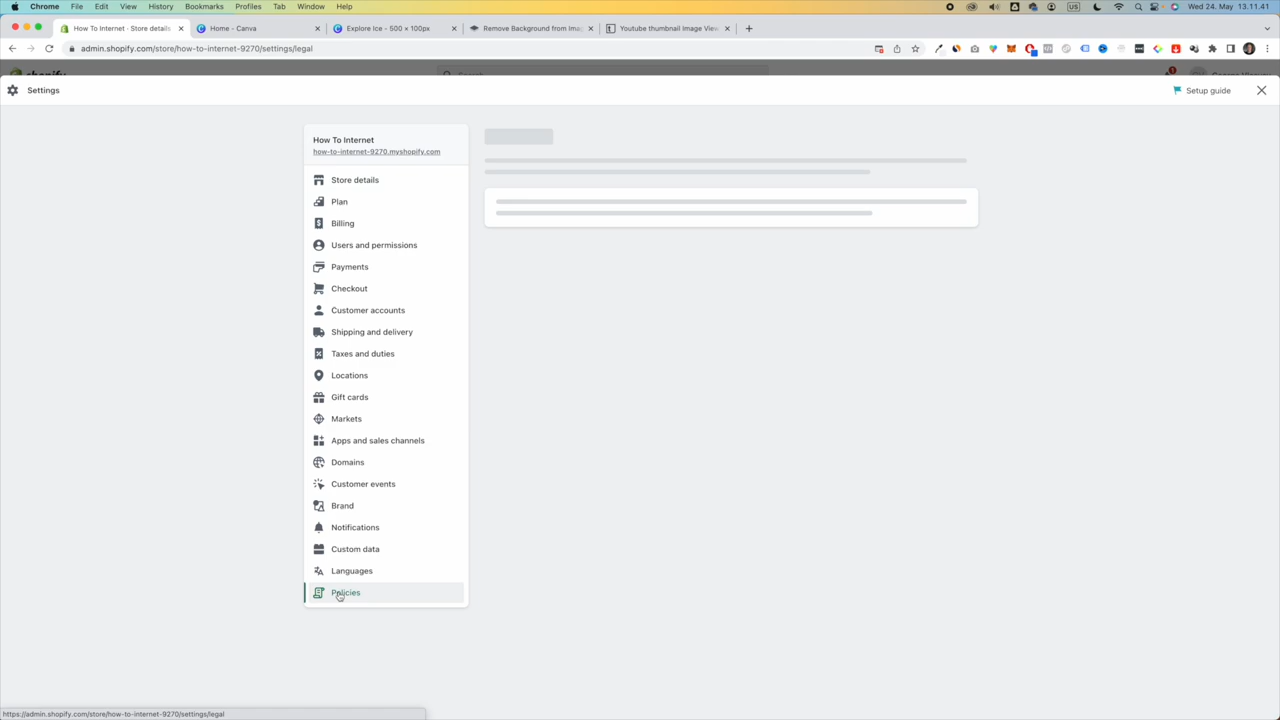 Chrome File Edit View History Bookmarks Profiles Tab Window Help
US
Wed 24. May 13.11.41
How To Internet · Store details
Home - Canva
Explore Ice - 500 × 100px
Remove Background from Imag
Youtube thumbnail Image View
admin.shopify.com/store/how-to-internet-9270/settings/legal
shopify
Search
1
Settings
Setup guide
How To Internet
how-to-internet-9270.myshopify.com
Store details
Plan
Billing
Users and permissions
Payments
Checkout
Customer accounts
Shipping and delivery
Taxes and duties
Locations
Gift cards
Markets
Apps and sales channels
Domains
Customer events
Brand
Notifications
Custom data
Languages
Policies
https://admin.shopify.com/store/how-to-internet-9270/settings/legal